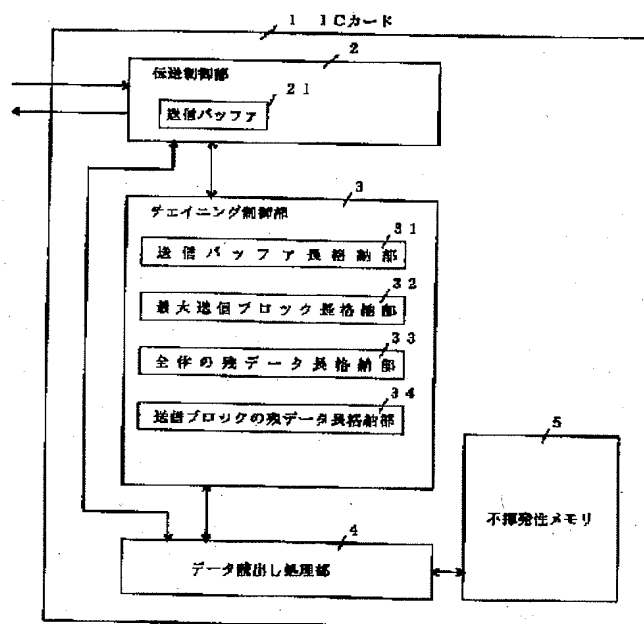 1 ICカード
2
伝送制御部
21
送信バッファ
3
チェイニング制御部
31
送信バッファ長格納部
32
最大送信ブロック長格納部
33
全体の残データ長格納部
34
送信ブロックの残データ長格納部
5
不揮発性メモリ
4
データ読出し処理部